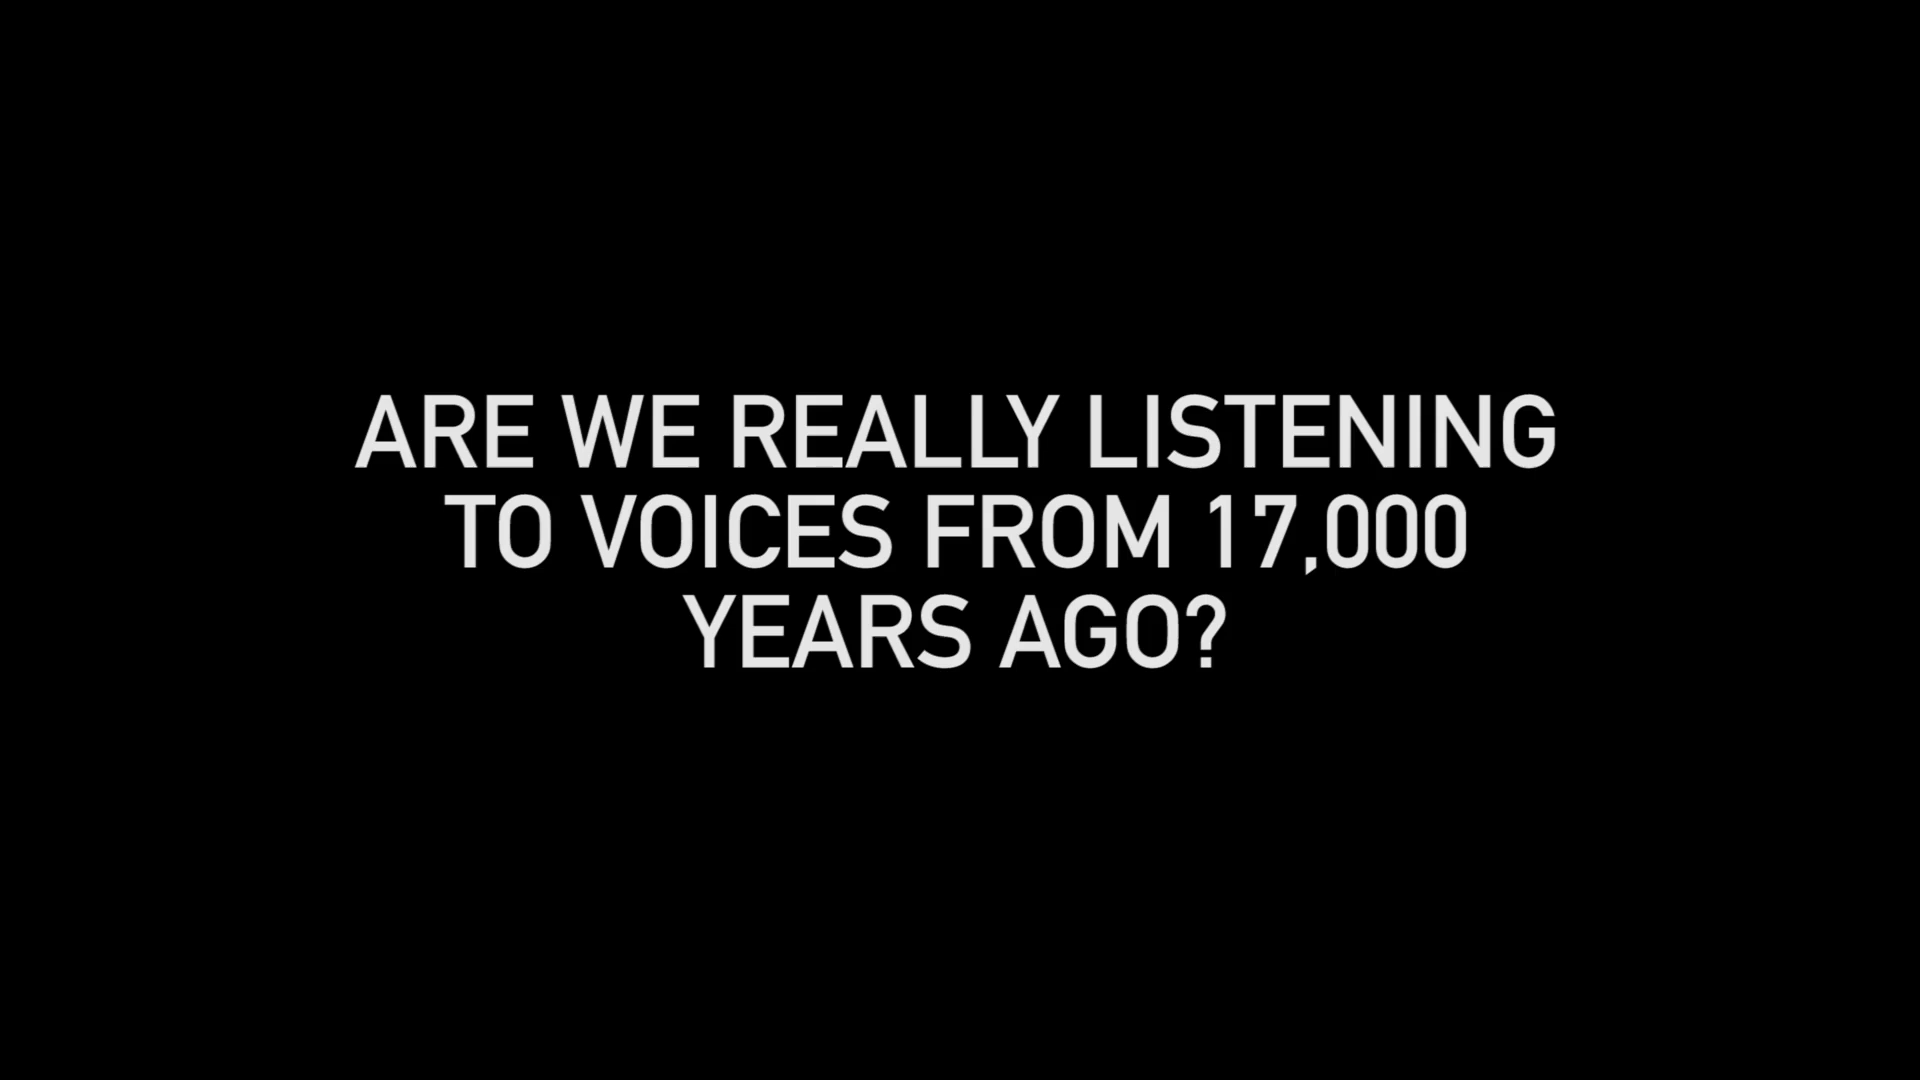 ARE WE REALLY LISTENING
TO VOICES FROM 17,000
YEARS AGO?